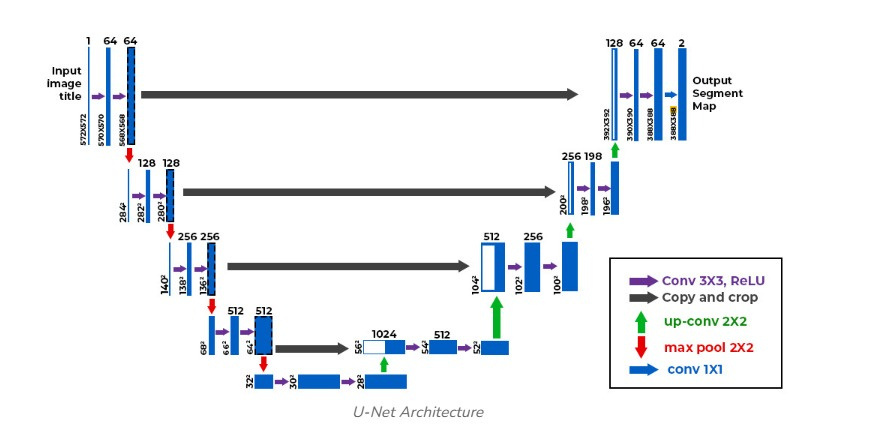 1 64 64
128 64 64 2
Input
image
title
Output
Segment
Map
572X572
570X570
568X568
392X392
390X390
388X388
388X388
128 128
256 198
284²
282²
280²
200²
198²
196²
256 256
512 256
140²
138²
136²
104²
102²
100²
512 512
1024 512
68²
66²
64²
56²
54²
52²
32²
30²
28²
Conv 3X3, ReLU
Copy and crop
up-conv 2X2
max pool 2X2
conv 1X1
U-Net Architecture